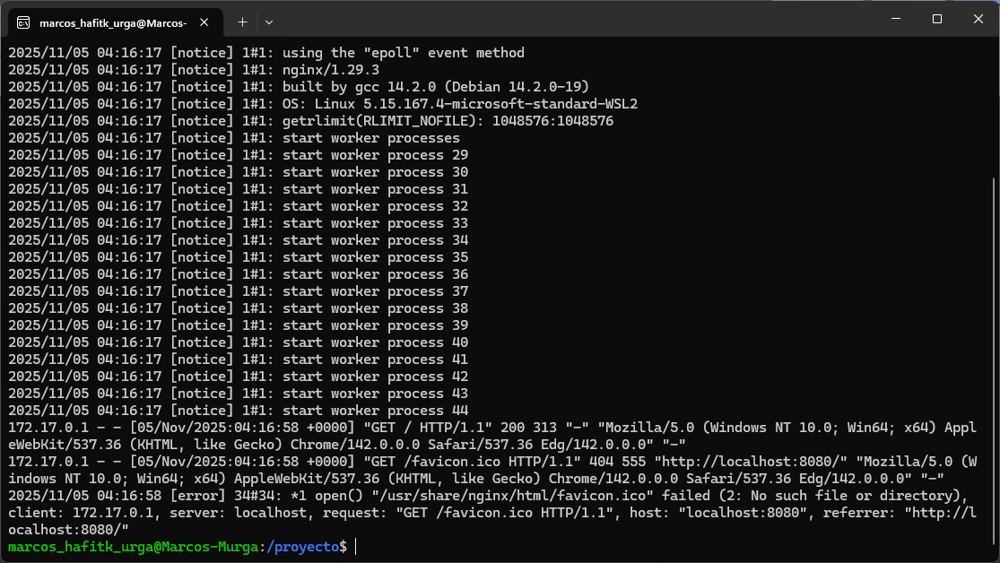 marcos_hafitk_urga@Marcos-
2025/11/05 04:16:17 [notice] 1#1: using the "epoll" event method
2025/11/05 04:16:17 [notice] 1#1: nginx/1.29.3
2025/11/05 04:16:17 [notice] 1#1: built by gcc 14.2.0 (Debian 14.2.0-19)
2025/11/05 04:16:17 [notice] 1#1: OS: Linux 5.15.167.4-microsoft-standard-WSL2
2025/11/05 04:16:17 [notice] 1#1: getrlimit(RLIMIT_NOFILE): 1048576:1048576
2025/11/05 04:16:17 [notice] 1#1: start worker processes
2025/11/05 04:16:17 [notice] 1#1: start worker process 29
2025/11/05 04:16:17 [notice] 1#1: start worker process 30
2025/11/05 04:16:17 [notice] 1#1: start worker process 31
2025/11/05 04:16:17 [notice] 1#1: start worker process 32
2025/11/05 04:16:17 [notice] 1#1: start worker process 33
2025/11/05 04:16:17 [notice] 1#1: start worker process 34
2025/11/05 04:16:17 [notice] 1#1: start worker process 35
2025/11/05 04:16:17 [notice] 1#1: start worker process 36
2025/11/05 04:16:17 [notice] 1#1: start worker process 37
2025/11/05 04:16:17 [notice] 1#1: start worker process 38
2025/11/05 04:16:17 [notice] 1#1: start worker process 39
2025/11/05 04:16:17 [notice] 1#1: start worker process 40
2025/11/05 04:16:17 [notice] 1#1: start worker process 41
2025/11/05 04:16:17 [notice] 1#1: start worker process 42
2025/11/05 04:16:17 [notice] 1#1: start worker process 43
2025/11/05 04:16:17 [notice] 1#1: start worker process 44
172.17.0.1 - - [05/Nov/2025:04:16:58 +0000] "GET / HTTP/1.1" 200 313 "-" "Mozilla/5.0 (Windows NT 10.0; Win64; x64) Appl
eWebKit/537.36 (KHTML, like Gecko) Chrome/142.0.0.0 Safari/537.36 Edg/142.0.0.0" "-"
172.17.0.1 - - [05/Nov/2025:04:16:58 +0000] "GET /favicon.ico HTTP/1.1" 404 555 "http://localhost:8080/" "Mozilla/5.0 (W
indows NT 10.0; Win64; x64) AppleWebKit/537.36 (KHTML, like Gecko) Chrome/142.0.0.0 Safari/537.36 Edg/142.0.0.0" "-"
2025/11/05 04:16:58 [error] 34#34: *1 open() "/usr/share/nginx/html/favicon.ico" failed (2: No such file or directory),
client: 172.17.0.1, server: localhost, request: "GET /favicon.ico HTTP/1.1", host: "localhost:8080", referrer: "http://l
ocalhost:8080/"
marcos_hafitk_urga@Marcos-Murga:/proyecto$